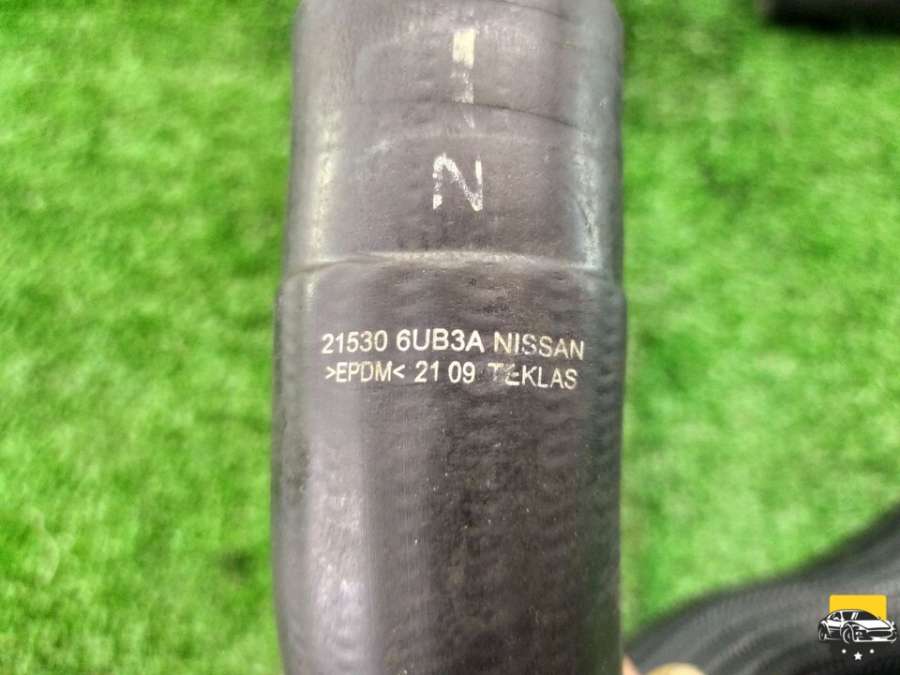 N
21530 6UB3A NISSAN
>EPDM< 21 09 TEKLAS